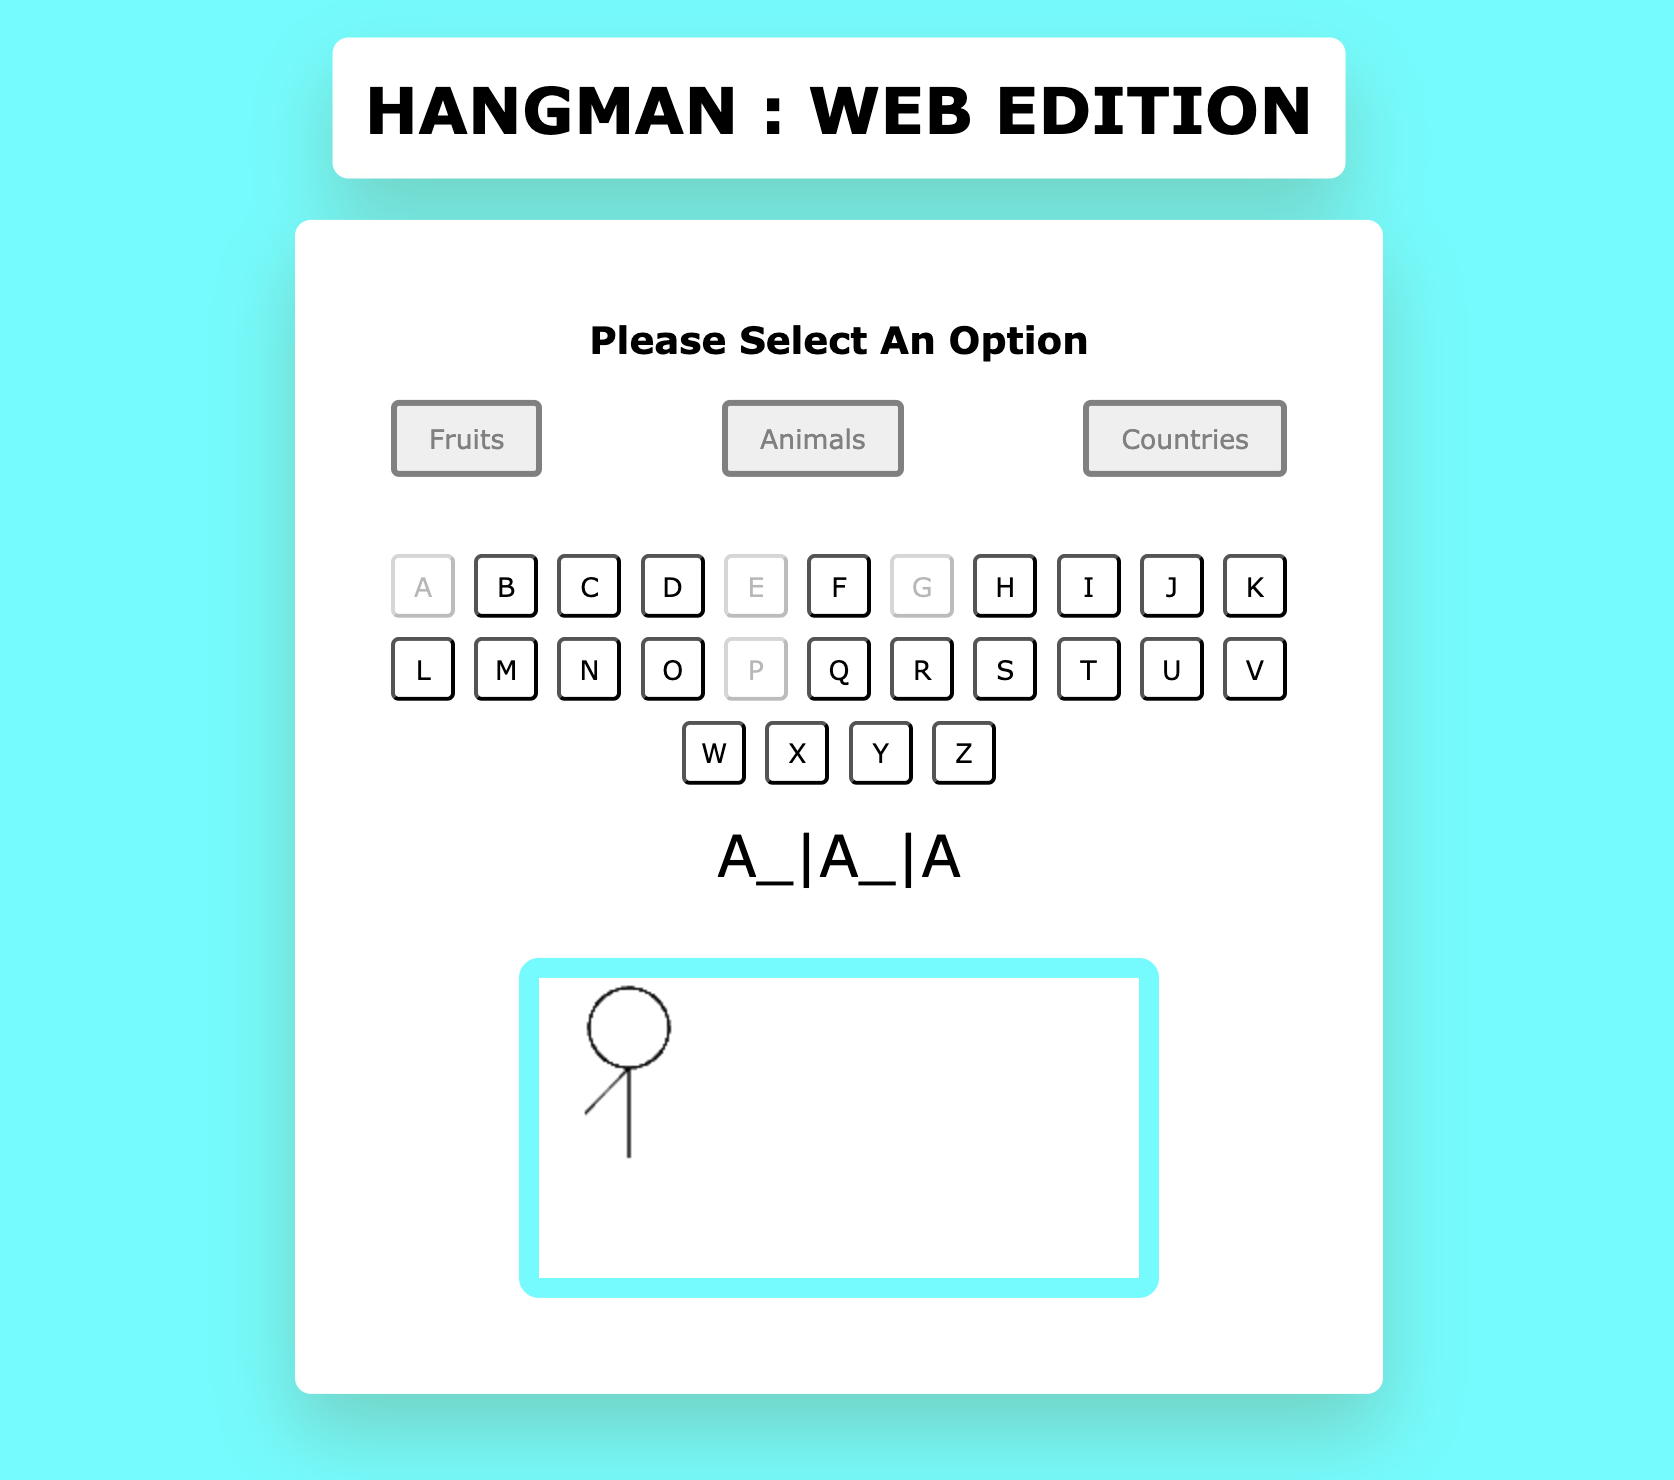 HANGMAN : WEB EDITION
Please Select An Option
Fruits Animals Countries
A B C D E F G H I J K
L M N O P Q R S T U V
W X Y Z
A_|A_|A